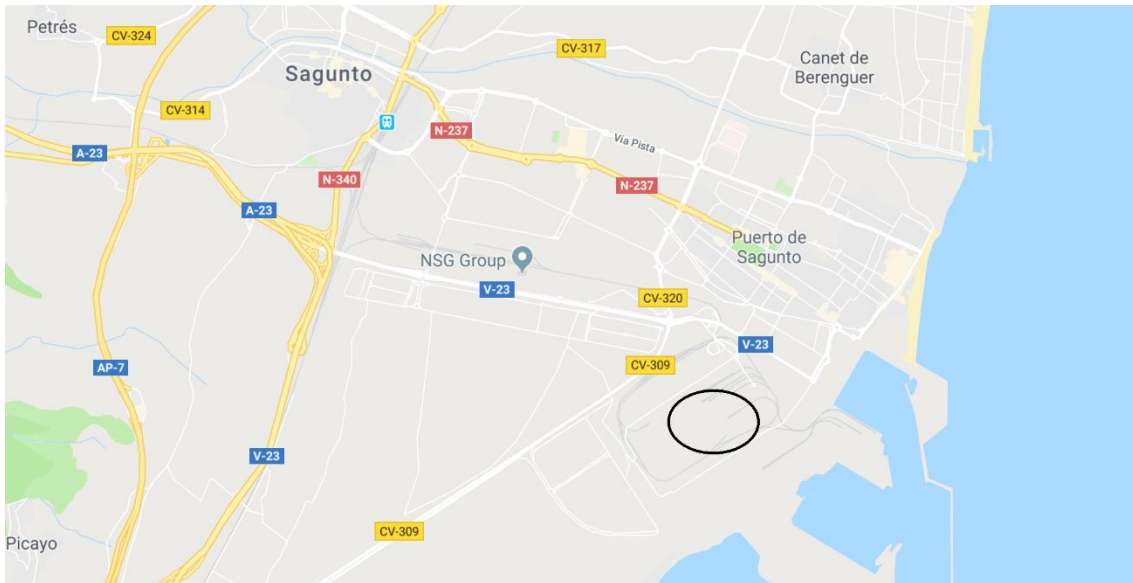 Petrés
CV-324
CV-317
Canet de
Berenguer
Sagunto
CV-314
N-237
Via Pista
A-23
N-340
N-237
A-23
Puerto de
Sagunto
NSG Group
V-23
CV-320
V-23
CV-309
AP-7
V-23
CV-309
Picayo